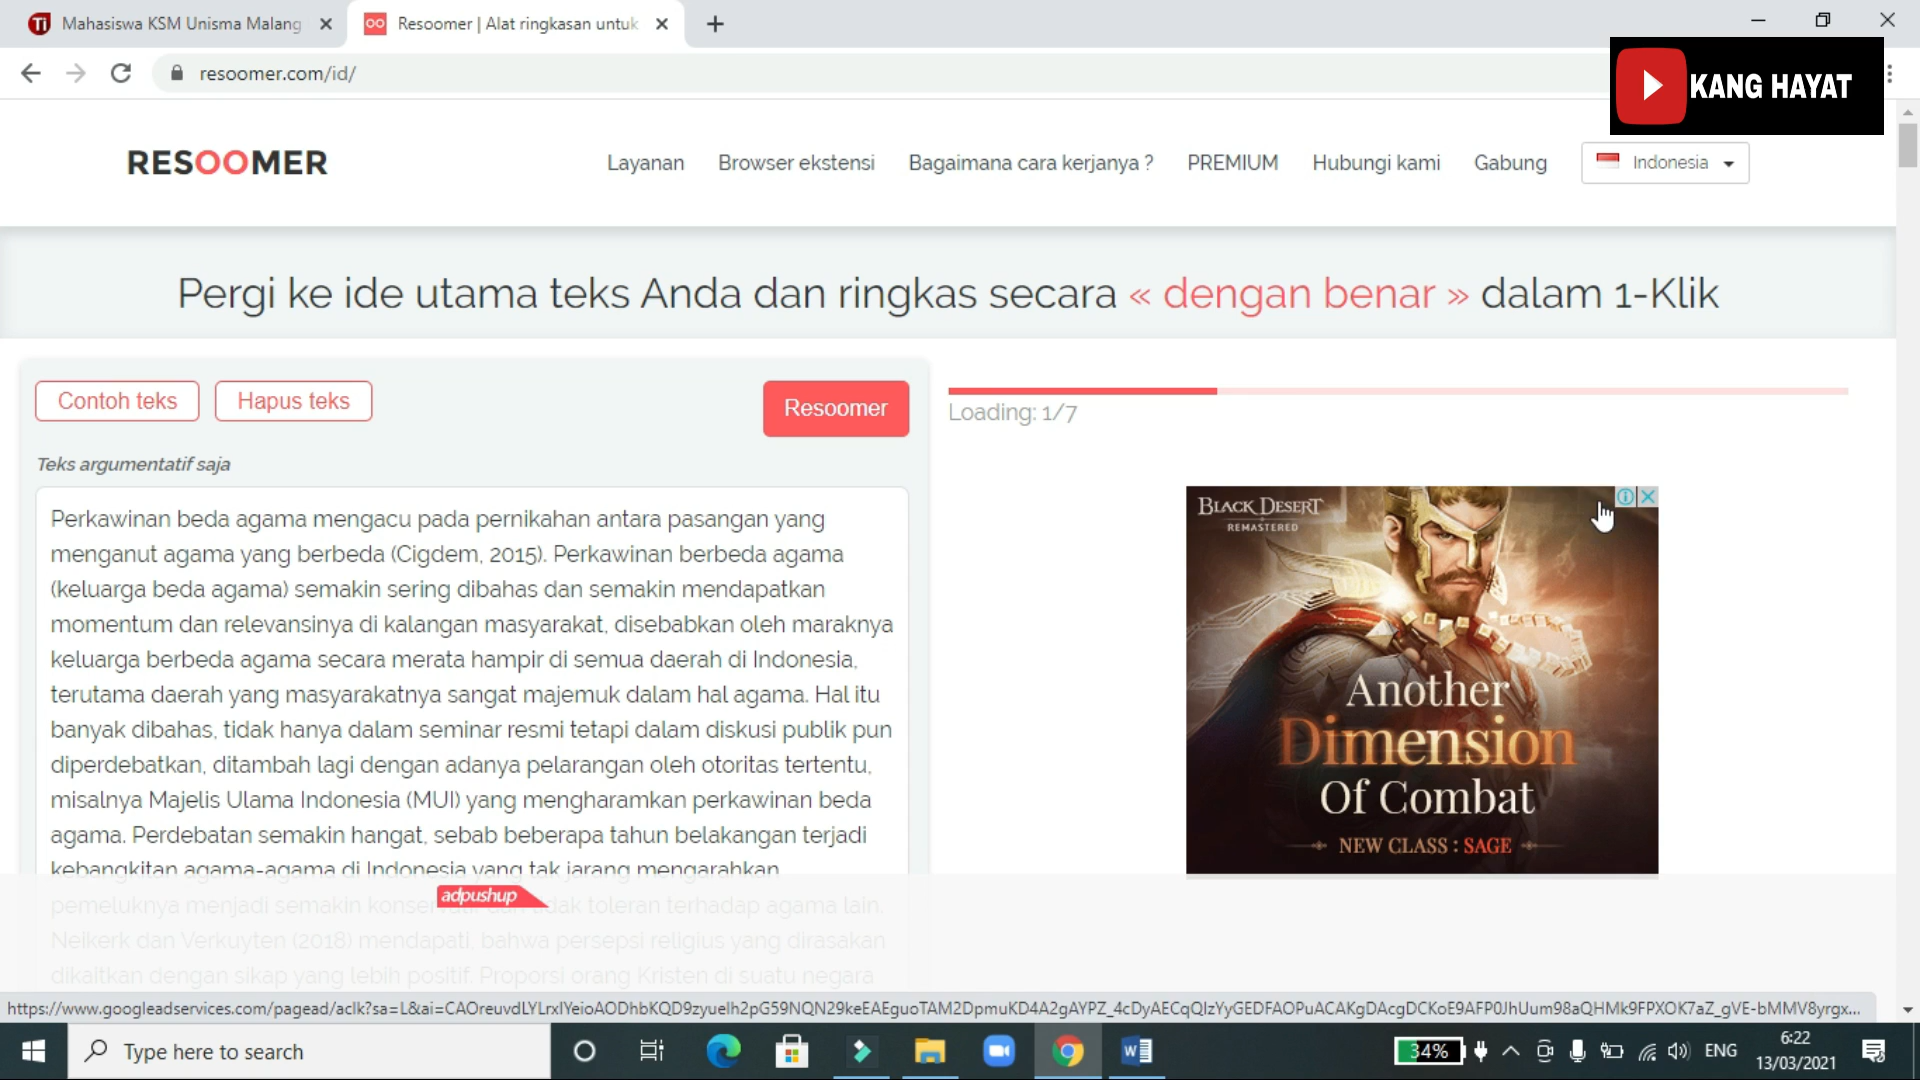 Mahasiswa KSM Unisma Malang
Resoomer | Alat ringkasan untuk
resoomer.com/id/
KANG HAYAT
RESOOMER
Layanan
Browser ekstensi
Bagaimana cara kerjanya ?
PREMIUM
Hubungi kami
Gabung
Indonesia
Pergi ke ide utama teks Anda dan ringkas secara « dengan benar » dalam 1-Klik
Contoh teks
Hapus teks
Resoomer
Loading: 1/7
Teks argumentatif saja
Perkawinan beda agama mengacu pada pernikahan antara pasangan yang
menganut agama yang berbeda (Cigdem, 2015). Perkawinan berbeda agama
(keluarga beda agama) semakin sering dibahas dan semakin mendapatkan
momentum dan relevansinya di kalangan masyarakat, disebabkan oleh maraknya
keluarga berbeda agama secara merata hampir di semua daerah di Indonesia,
terutama daerah yang masyarakatnya sangat majemuk dalam hal agama. Hal itu
banyak dibahas, tidak hanya dalam seminar resmi tetapi dalam diskusi publik pun
diperdebatkan, ditambah lagi dengan adanya pelarangan oleh otoritas tertentu,
misalnya Majelis Ulama Indonesia (MUI) yang mengharamkan perkawinan beda
agama. Perdebatan semakin hangat, sebab beberapa tahun belakangan terjadi
kebangkitan agama-agama di Indonesia yang tak jarang mengarahkan
pemeluknya menjadi semakin dan tidak toleran terhadap agama lain.
Neikerk dan Verkuyten (2018) mendapati, bahwa persepsi religius yang dirasakan
dikaitkan dengan sikap yang lebih positif. Proporsi orang Kristen di suatu negara
adpushup
BLACK DESERT
REMASTERED
Another
Dimension
Of Combat
NEW CLASS : SAGE
Type here to search
34%
ENG
6:22
13/03/2021